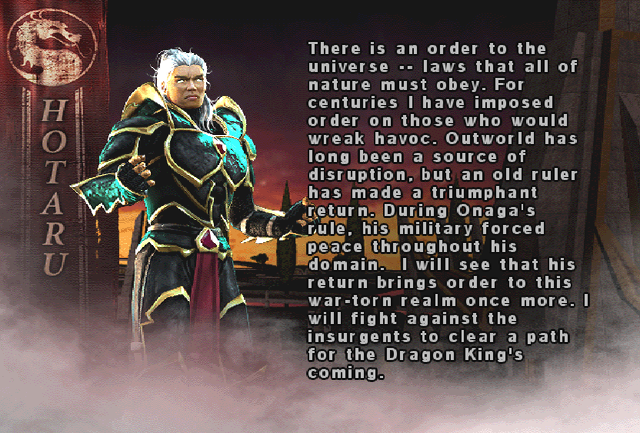 HOTARU
There is an order to the
universe -- laws that all of
nature must obey. For
centuries I have imposed
order on those who would
wreak havoc. Outworld has
long been a source of
disruption, but an old ruler
has made a triumphant
return. During Onaga's
rule, his military forced
peace throughout his
domain.  I will see that his
return brings order to this
war-torn realm once more. I
will fight against the
insurgents to clear a path
for the Dragon King's
coming.